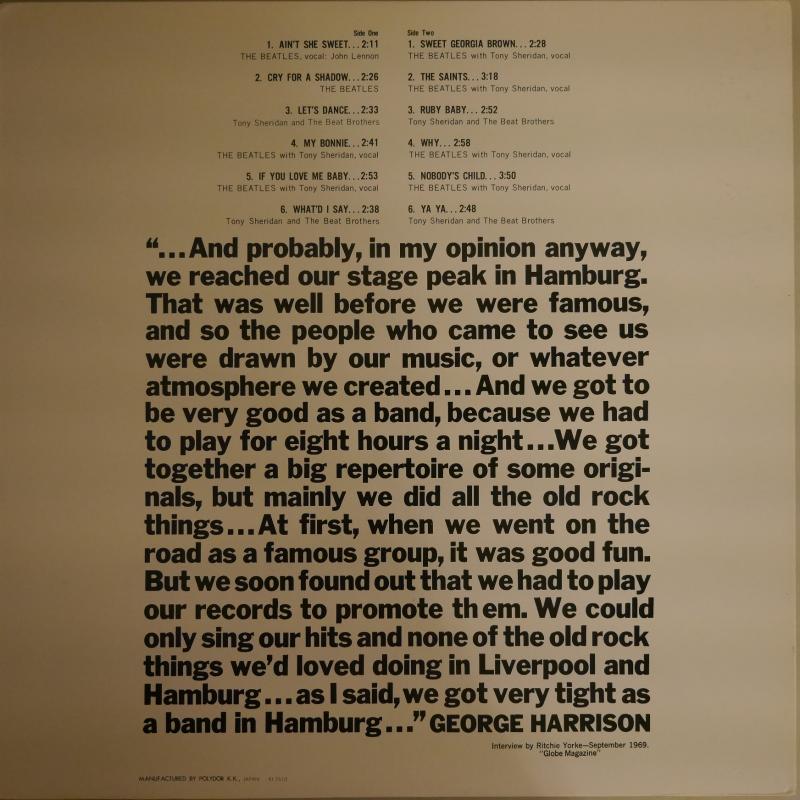 Side One
1. AIN'T SHE SWEET...2:11
THE BEATLES, vocal: John Lennon
2. CRY FOR A SHADOW...2:26
THE BEATLES
3. LET'S DANCE...2:33
Tony Sheridan and The Beat Brothers
4. MY BONNIE...2:41
THE BEATLES with Tony Sheridan, vocal
5. IF YOU LOVE ME BABY...2:53
THE BEATLES with Tony Sheridan, vocal
6. WHAT'D I SAY...2:38
Tony Sheridan and The Beat Brothers
Side Two
1. SWEET GEORGIA BROWN...2:28
THE BEATLES with Tony Sheridan, vocal
2. THE SAINTS...3:18
THE BEATLES with Tony Sheridan, vocal
3. RUBY BABY...2:52
Tony Sheridan and The Beat Brothers
4. WHY...2:58
THE BEATLES with Tony Sheridan, vocal
5. NOBODY'S CHILD...3:50
THE BEATLES with Tony Sheridan, vocal
6. YA YA...2:48
Tony Sheridan and The Beat Brothers
“...And probably, in my opinion anyway,
we reached our stage peak in Hamburg.
That was well before we were famous,
and so the people who came to see us
were drawn by our music, or whatever
atmosphere we created...And we got to
be very good as a band, because we had
to play for eight hours a night...We got
together a big repertoire of some origi-
nals, but mainly we did all the old rock
things...At first, when we went on the
road as a famous group, it was good fun.
But we soon found out that we had to play
our records to promote them. We could
only sing our hits and none of the old rock
things we'd loved doing in Liverpool and
Hamburg...as I said, we got very tight as
a band in Hamburg...” GEORGE HARRISON
Interview by Ritchie Yorke—September 1969.
"Globe Magazine"
MANUFACTURED BY POLYDOR K.K., JAPAN